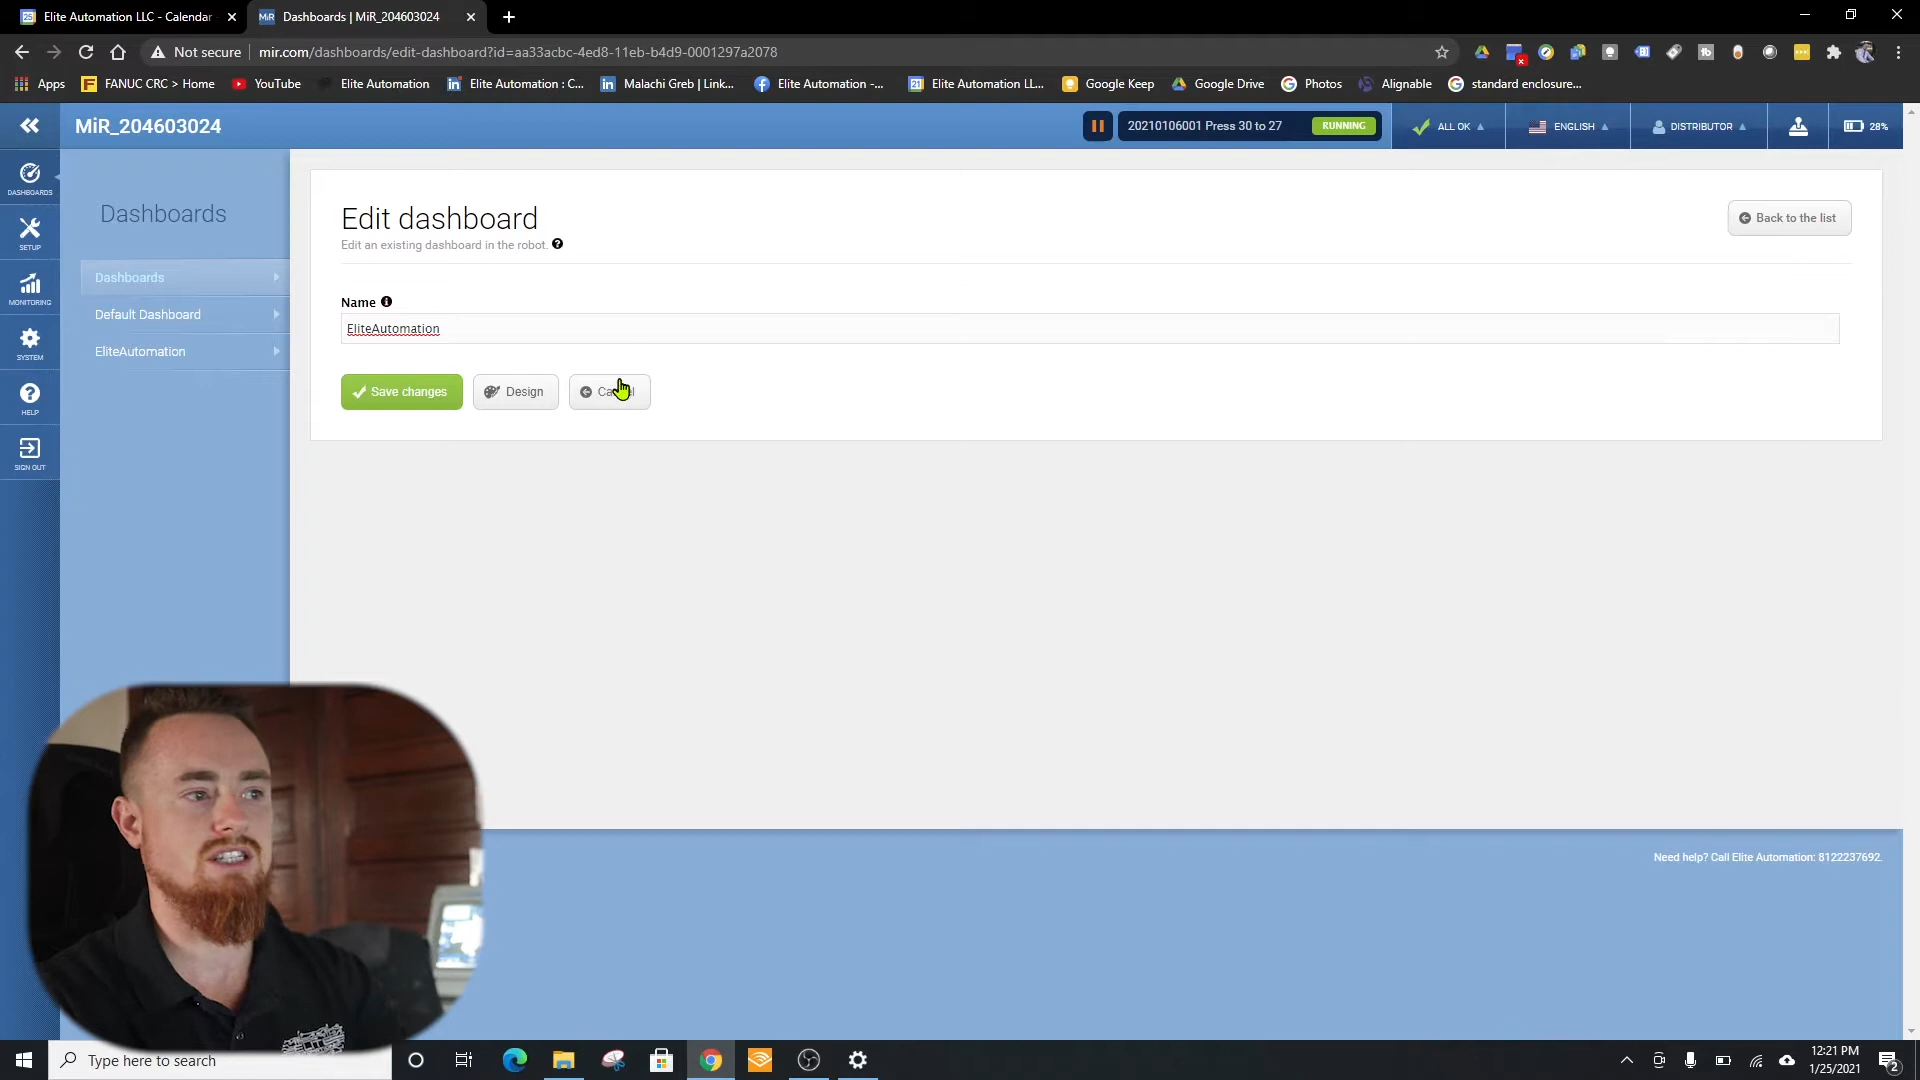 Elite Automation LLC - Calendar
Dashboards | MiR_204603024
Not secure
mir.com/dashboards/edit-dashboard?id=aa33acbc-4ed8-11eb-b4d9-0001297a2078
Apps
FANUC CRC > Home
YouTube
Elite Automation
Elite Automation : C...
Malachi Greb | Link...
Elite Automation -...
Elite Automation LL...
Google Keep
Google Drive
Photos
Alignable
standard enclosure...
MiR_204603024
20210106001 Press 30 to 27
RUNNING
ALL OK
ENGLISH
DISTRIBUTOR
28%
DASHBOARDS
SETUP
MONITORING
SYSTEM
HELP
SIGN OUT
Dashboards
Dashboards
Default Dashboard
EliteAutomation
Edit dashboard
Edit an existing dashboard in the robot.
Back to the list
Name
EliteAutomation
Save changes
Design
Need help? Call Elite Automation: 8122237692.
Type here to search
12:21 PM
1/25/2021
2